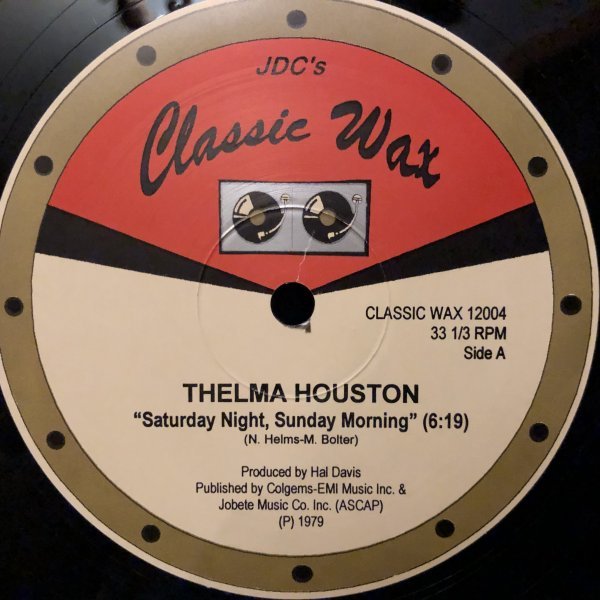 JDC's
Classic Wax
CLASSIC WAX 12004
33 1/3 RPM
Side A
THELMA HOUSTON
“Saturday Night, Sunday Morning” (6:19)
(N. Helms-M. Bolter)
Produced by Hal Davis
Published by Colgems-EMI Music Inc. &
Jobete Music Co. Inc. (ASCAP)
(P) 1979